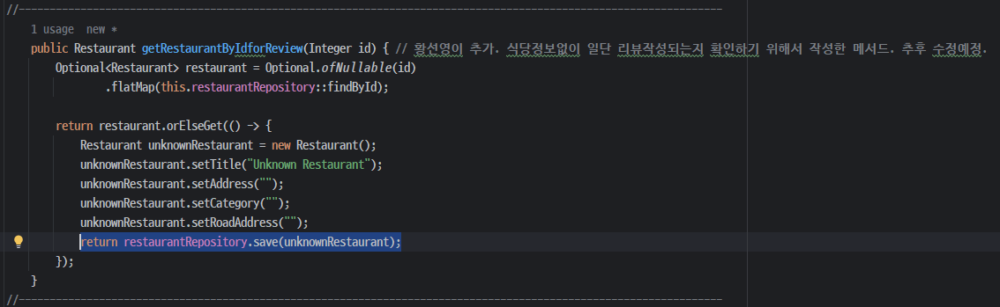 //------------------------------------------------------------------------------------------------------------------
1 usage new *
public Restaurant getRestaurantByIdforReview(Integer id) { // 황선영이 추가. 식당정보없이 일단 리뷰작성되는지 확인하기 위해서 작성한 메서드. 추후 수정예정.
Optional<Restaurant> restaurant = Optional.ofNullable(id)
.flatMap(this.restaurantRepository::findById);
return restaurant.orElseGet(() -> {
Restaurant unknownRestaurant = new Restaurant();
unknownRestaurant.setTitle("Unknown Restaurant");
unknownRestaurant.setAddress("");
unknownRestaurant.setCategory("");
unknownRestaurant.setRoadAddress("");
return restaurantRepository.save(unknownRestaurant);
});
}
//------------------------------------------------------------------------------------------------------------------